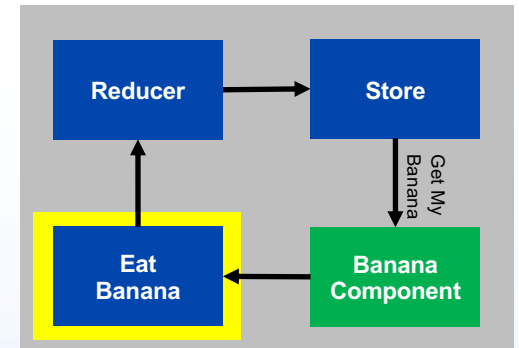 Reducer
Store
Get My
Banana
Eat
Banana
Banana
Component